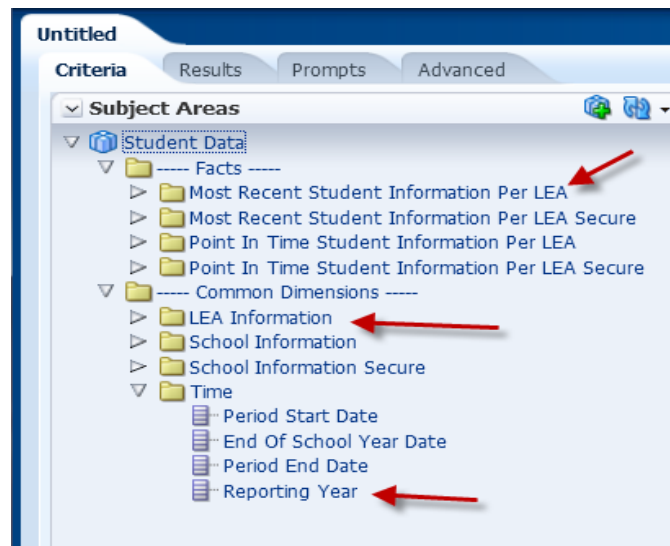 Untitled
Criteria Results Prompts Advanced
Subject Areas
Student Data
----- Facts -----
Most Recent Student Information Per LEA
Most Recent Student Information Per LEA Secure
Point In Time Student Information Per LEA
Point In Time Student Information Per LEA Secure
----- Common Dimensions -----
LEA Information
School Information
School Information Secure
Time
Period Start Date
End Of School Year Date
Period End Date
Reporting Year